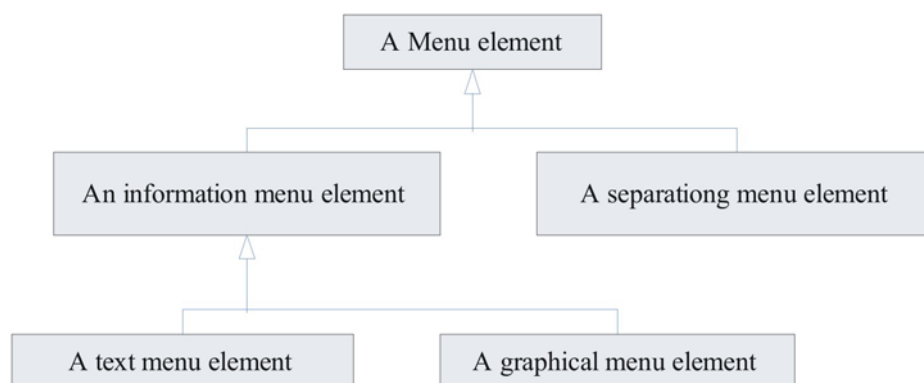 A Menu element
An information menu element
A separationg menu element
A text menu element
A graphical menu element